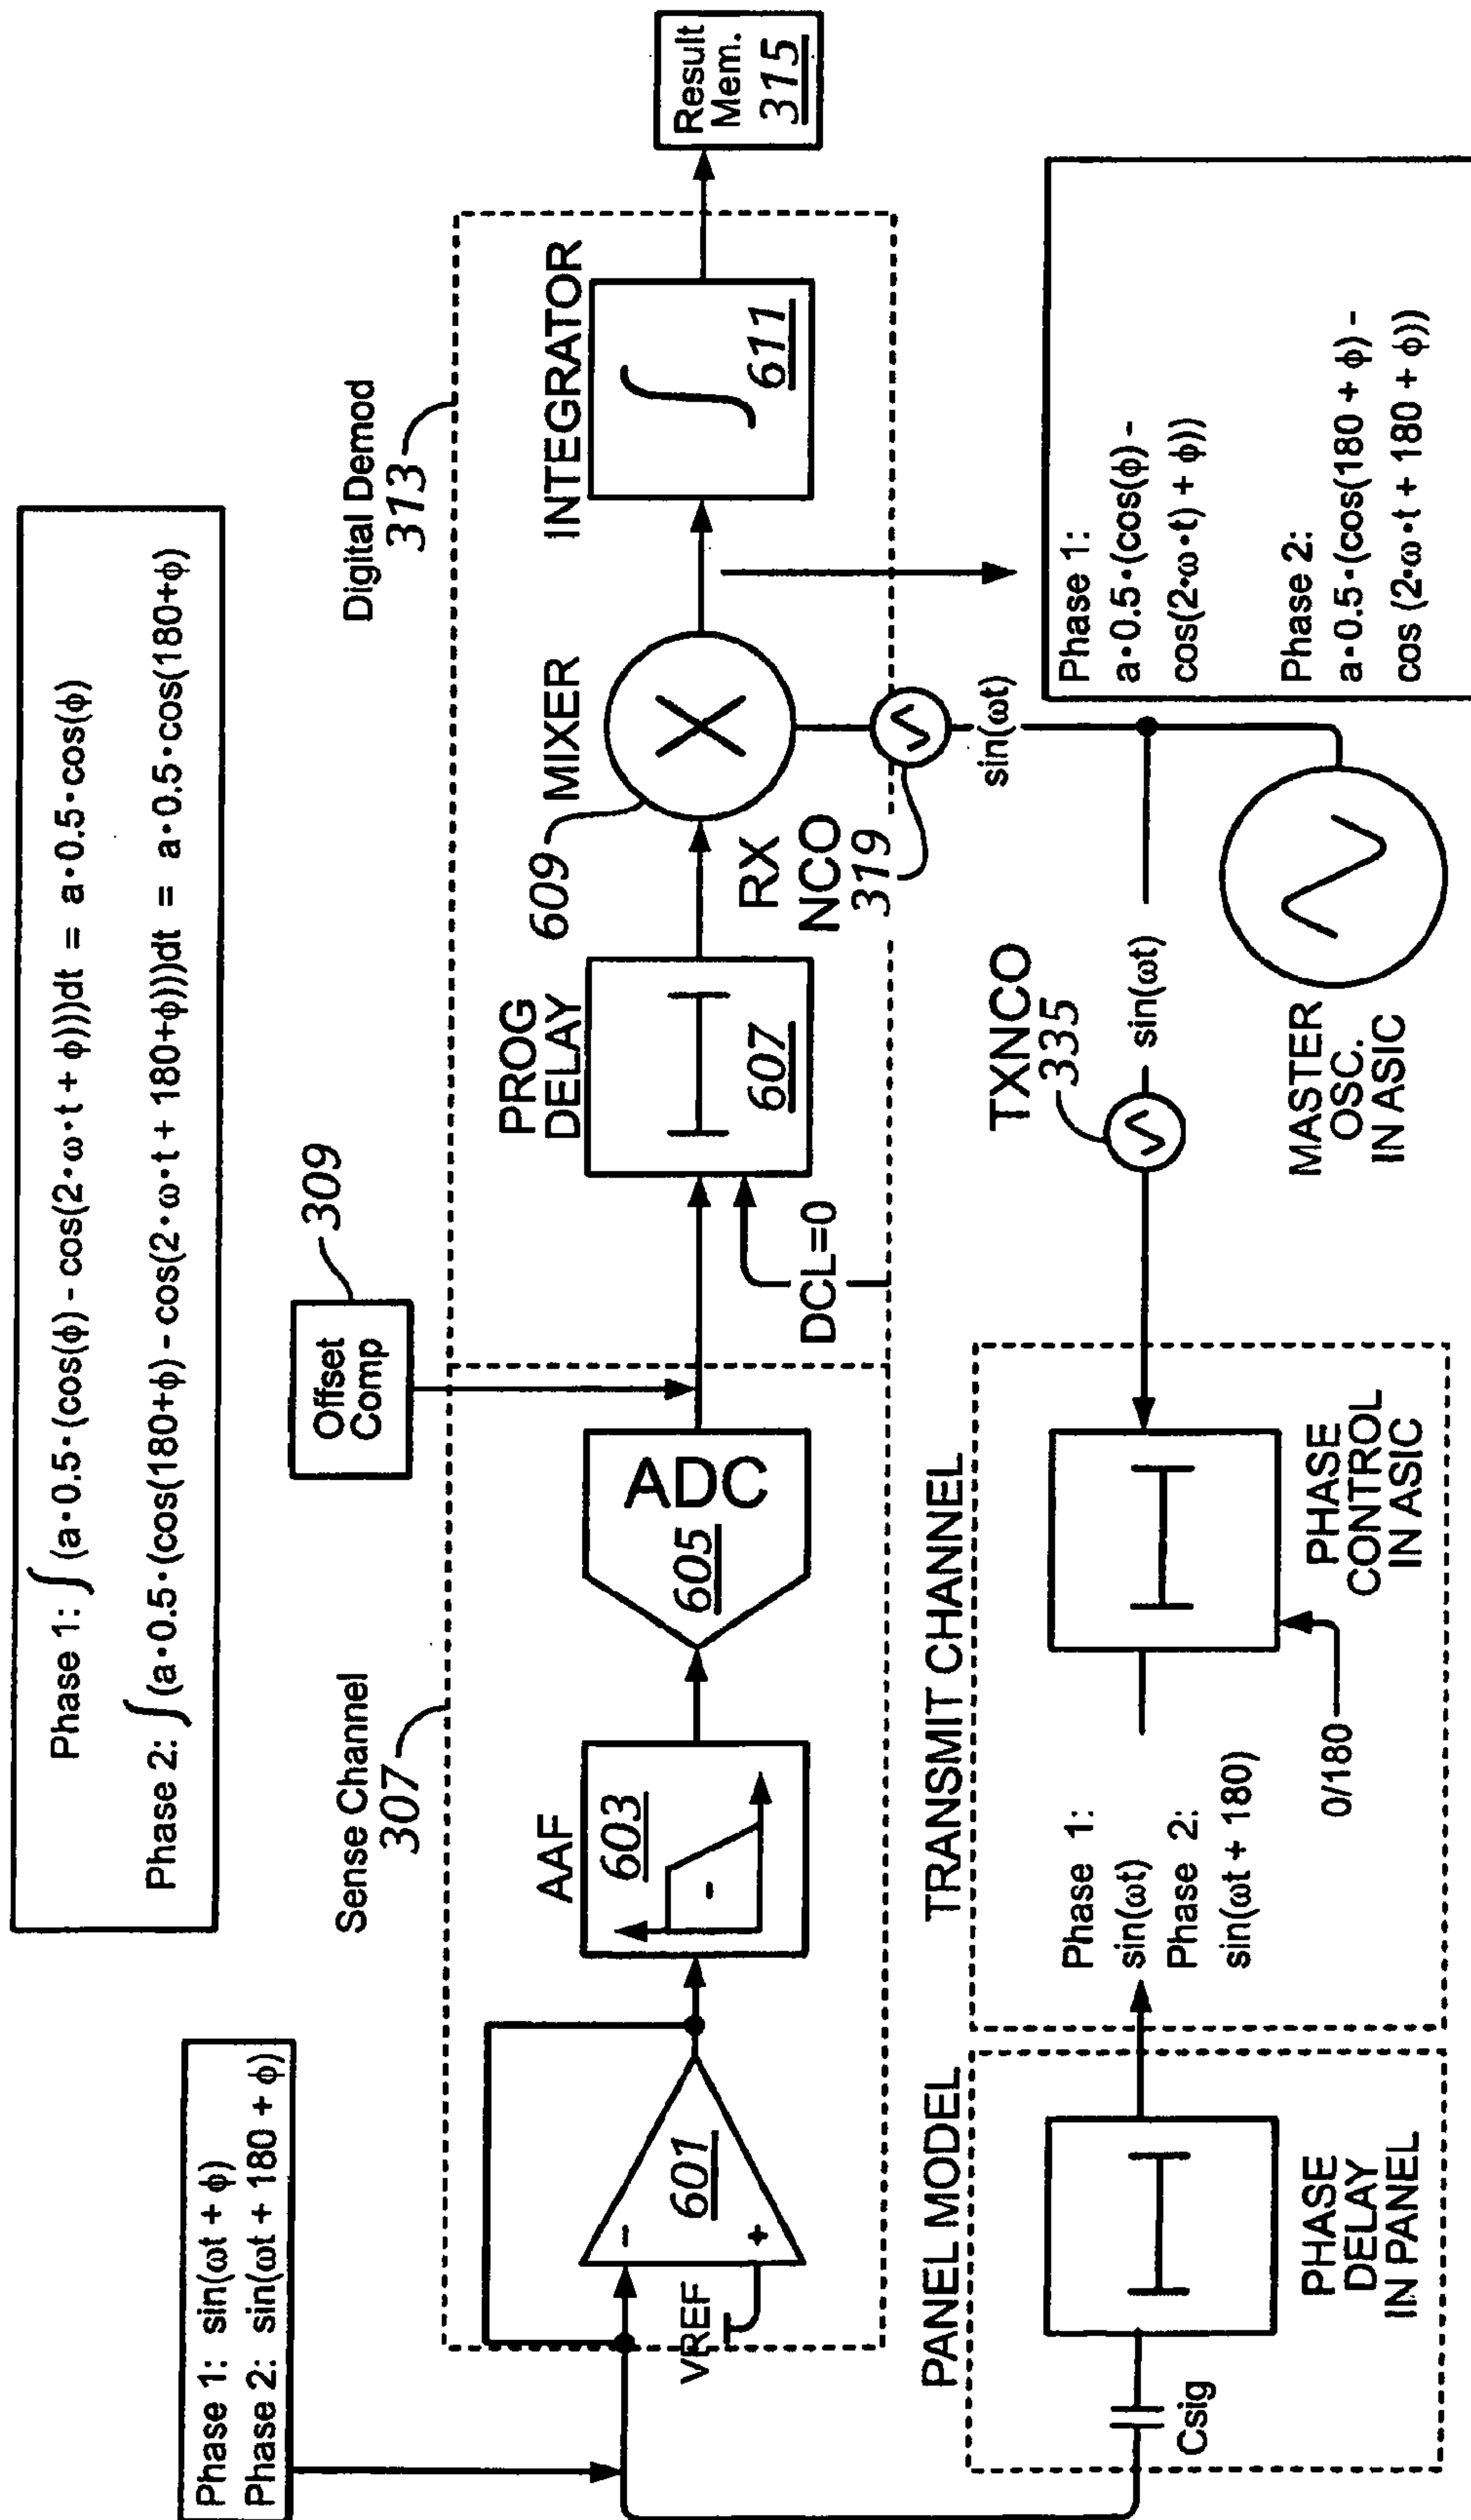 Phase 1: ∫(a·0.5·(cos(ϕ) - cos(2·ω·t + ϕ)))dt = a·0.5·cos(ϕ)
Phase 2: ∫(a·0.5·(cos(180+ϕ) - cos(2·ω·t + 180+ϕ)))dt = a·0.5·cos(180+ϕ)
Phase 1: sin(ωt + ϕ)
Phase 2: sin(ωt + 180 + ϕ)
Sense Channel
307
Offset
Comp
309
Digital Demod
313
601
-
+
VREF
AAF
603
ADC
605
PROG
DELAY
607
DCL=0
609
MIXER
RX
NCO
319
INTEGRATOR
∫
611
Result
Mem.
315
sin(ωt)
Phase 1:
a·0.5·(cos(ϕ) -
cos(2·ω·t) + ϕ))
Phase 2:
a·0.5·(cos(180 + ϕ) -
cos (2·ω·t + 180 + ϕ))
PANEL MODEL
Csig
PHASE
DELAY
IN PANEL
TRANSMIT CHANNEL
Phase 1:
sin(ωt)
Phase 2:
sin(ωt + 180)
0/180
PHASE
CONTROL
IN ASIC
TXNCO
335
sin(ωt)
MASTER
OSC.
IN ASIC